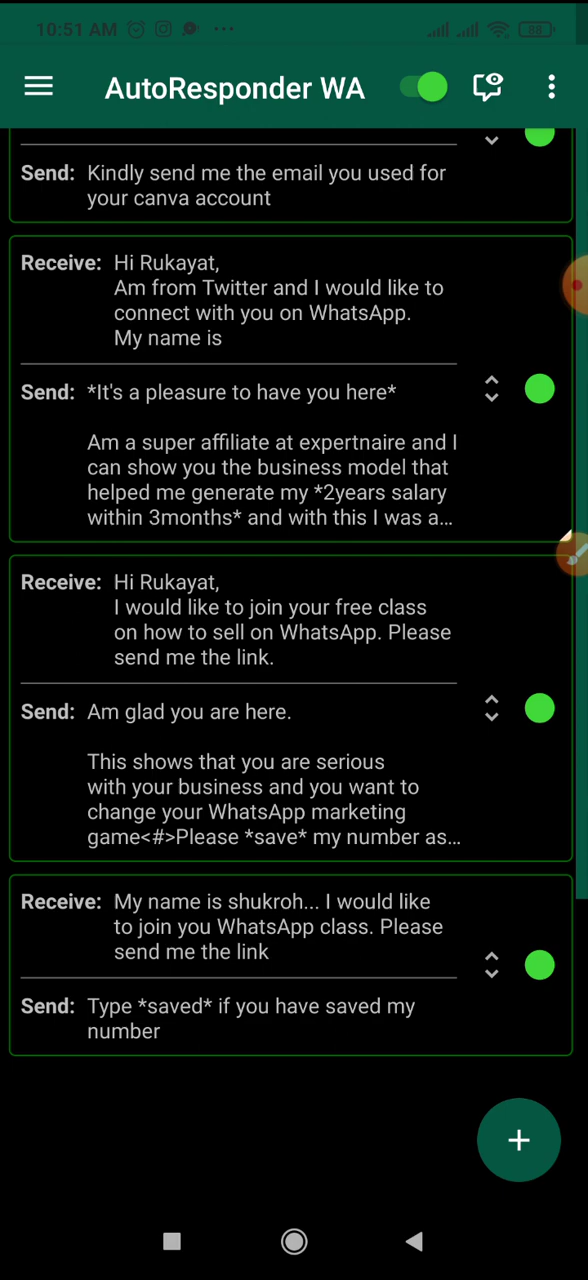 10:51 AM ... 88
AutoResponder WA
Send: Kindly send me the email you used for
your canva account
Receive: Hi Rukayat,
Am from Twitter and I would like to
connect with you on WhatsApp.
My name is
Send: *It's a pleasure to have you here*
Am a super affiliate at expertnaire and I
can show you the business model that
helped me generate my *2years salary
within 3months* and with this I was a...
Receive: Hi Rukayat,
I would like to join your free class
on how to sell on WhatsApp. Please
send me the link.
Send: Am glad you are here.
This shows that you are serious
with your business and you want to
change your WhatsApp marketing
game<#>Please *save* my number as...
Receive: My name is shukroh... I would like
to join you WhatsApp class. Please
send me the link
Send: Type *saved* if you have saved my
number